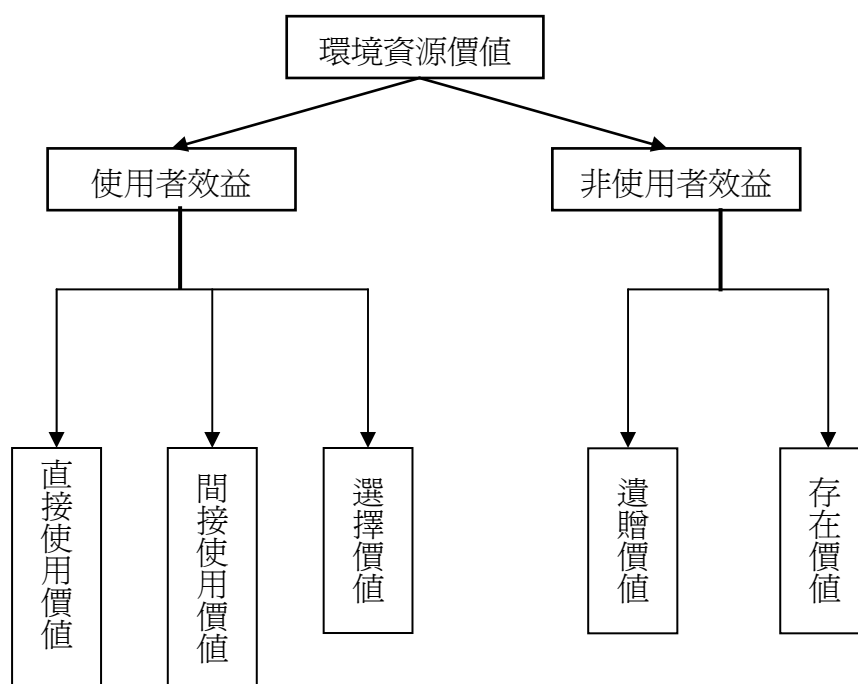 環境資源價值
使用者效益
非使用者效益
直接使用價值
間接使用價值
選擇價值
遺贈價值
存在價值